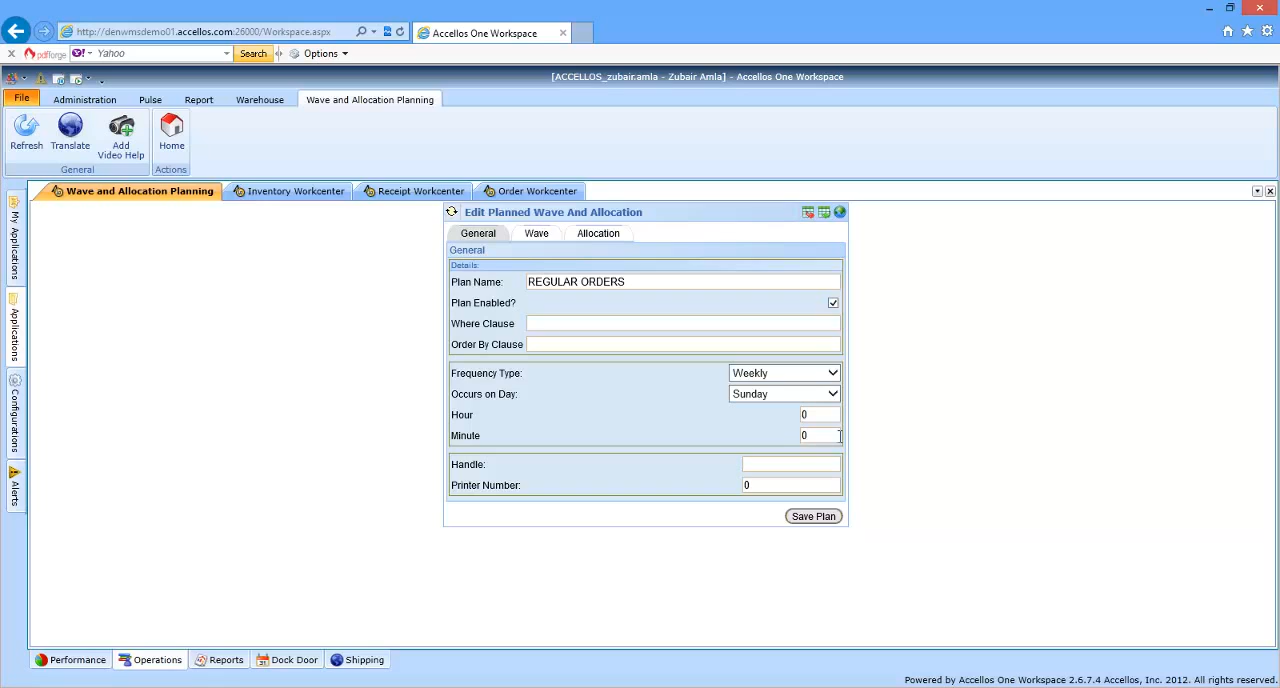 http://denwmsdemo01.accellos.com:26000/Workspace.aspx
Accellos One Workspace
pdfforge
Yahoo
Search
Options
[ACCELLOS_zubair.amla - Zubair Amla] - Accellos One Workspace
File Administration Pulse Report Warehouse Wave and Allocation Planning
Refresh Translate Add Video Help Home
General Actions
Wave and Allocation Planning Inventory Workcenter Receipt Workcenter Order Workcenter
My Applications
Applications
Configurations
Alerts
Edit Planned Wave And Allocation
General Wave Allocation
General
Details:
Plan Name: REGULAR ORDERS
Plan Enabled?
Where Clause
Order By Clause
Frequency Type: Weekly
Occurs on Day: Sunday
Hour 0
Minute 0
Handle:
Printer Number: 0
Save Plan
Performance Operations Reports Dock Door Shipping
Powered by Accellos One Workspace 2.6.7.4 Accellos, Inc. 2012. All rights reserved.